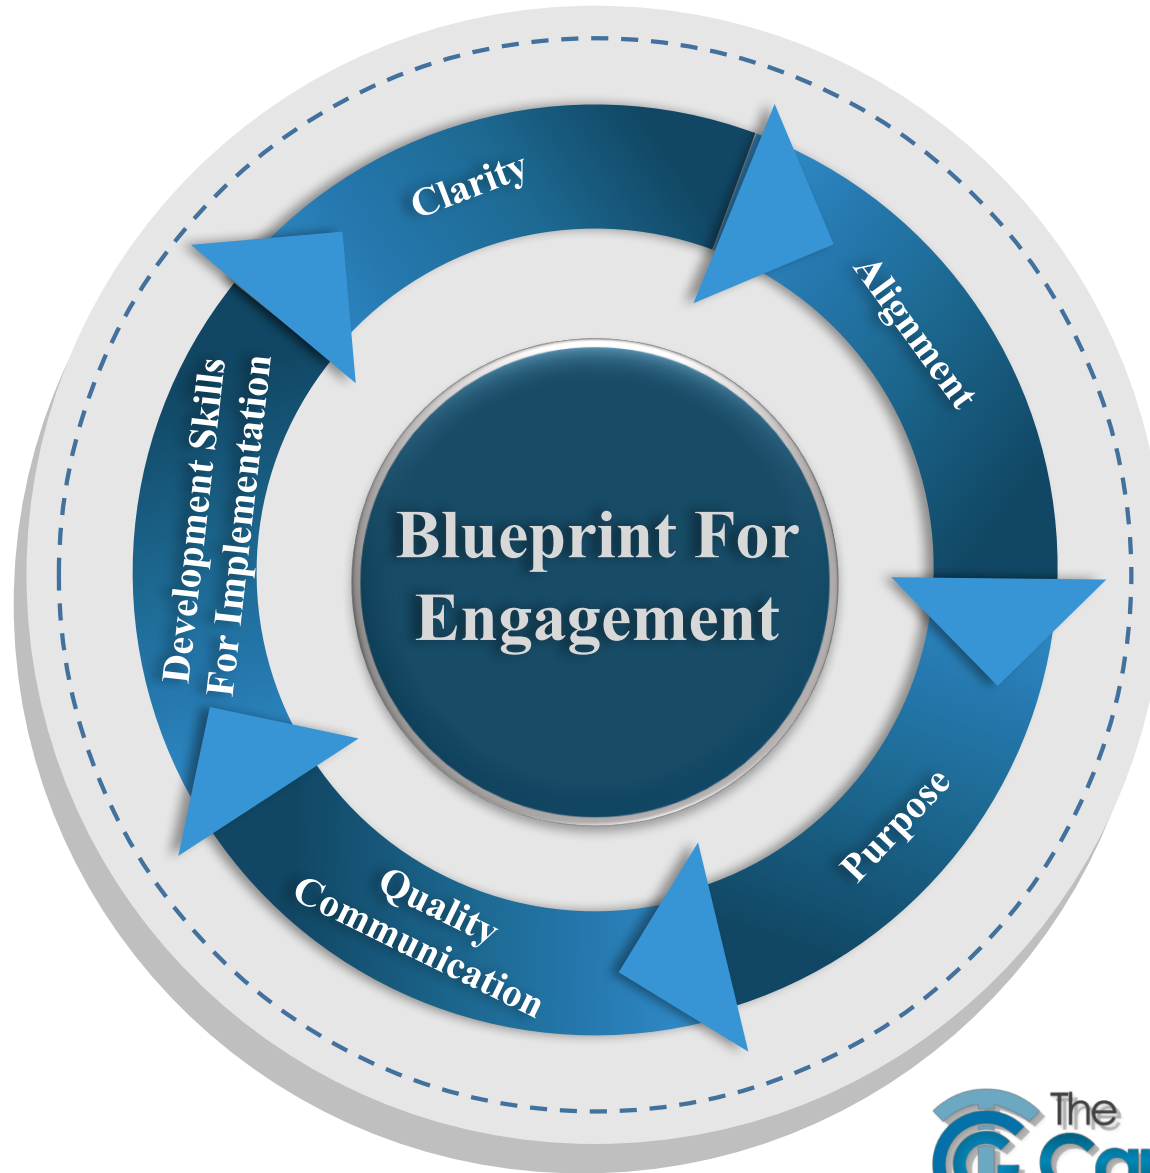 Clarity
Alignment
Purpose
Quality
Communication
Development Skills
For Implementation
Blueprint For
Engagement
The